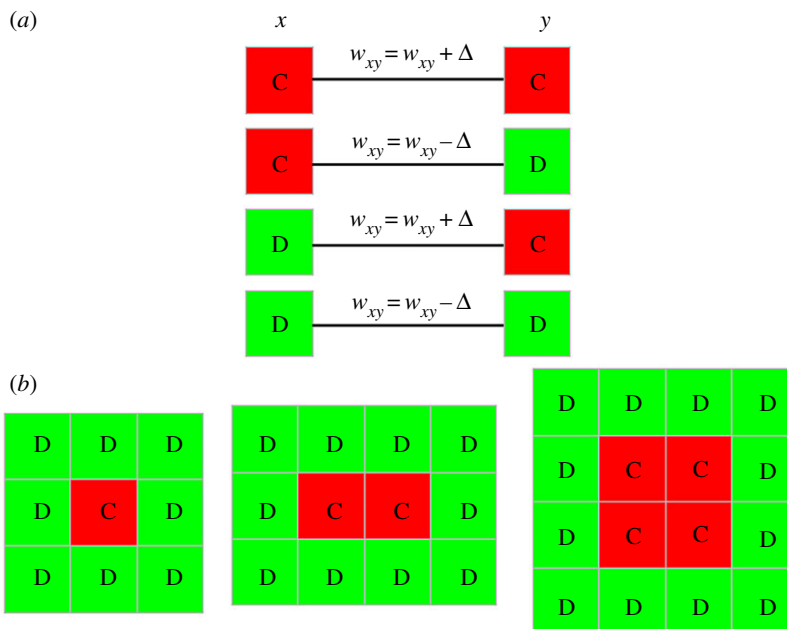 (a) x y
w_xy = w_xy + Δ
C C
w_xy = w_xy – Δ
C D
w_xy = w_xy + Δ
D C
w_xy = w_xy – Δ
D D
(b)
D D D
D C D
D D D
D D D D
D C C D
D D D D
D D D D
D C C D
D C C D
D D D D